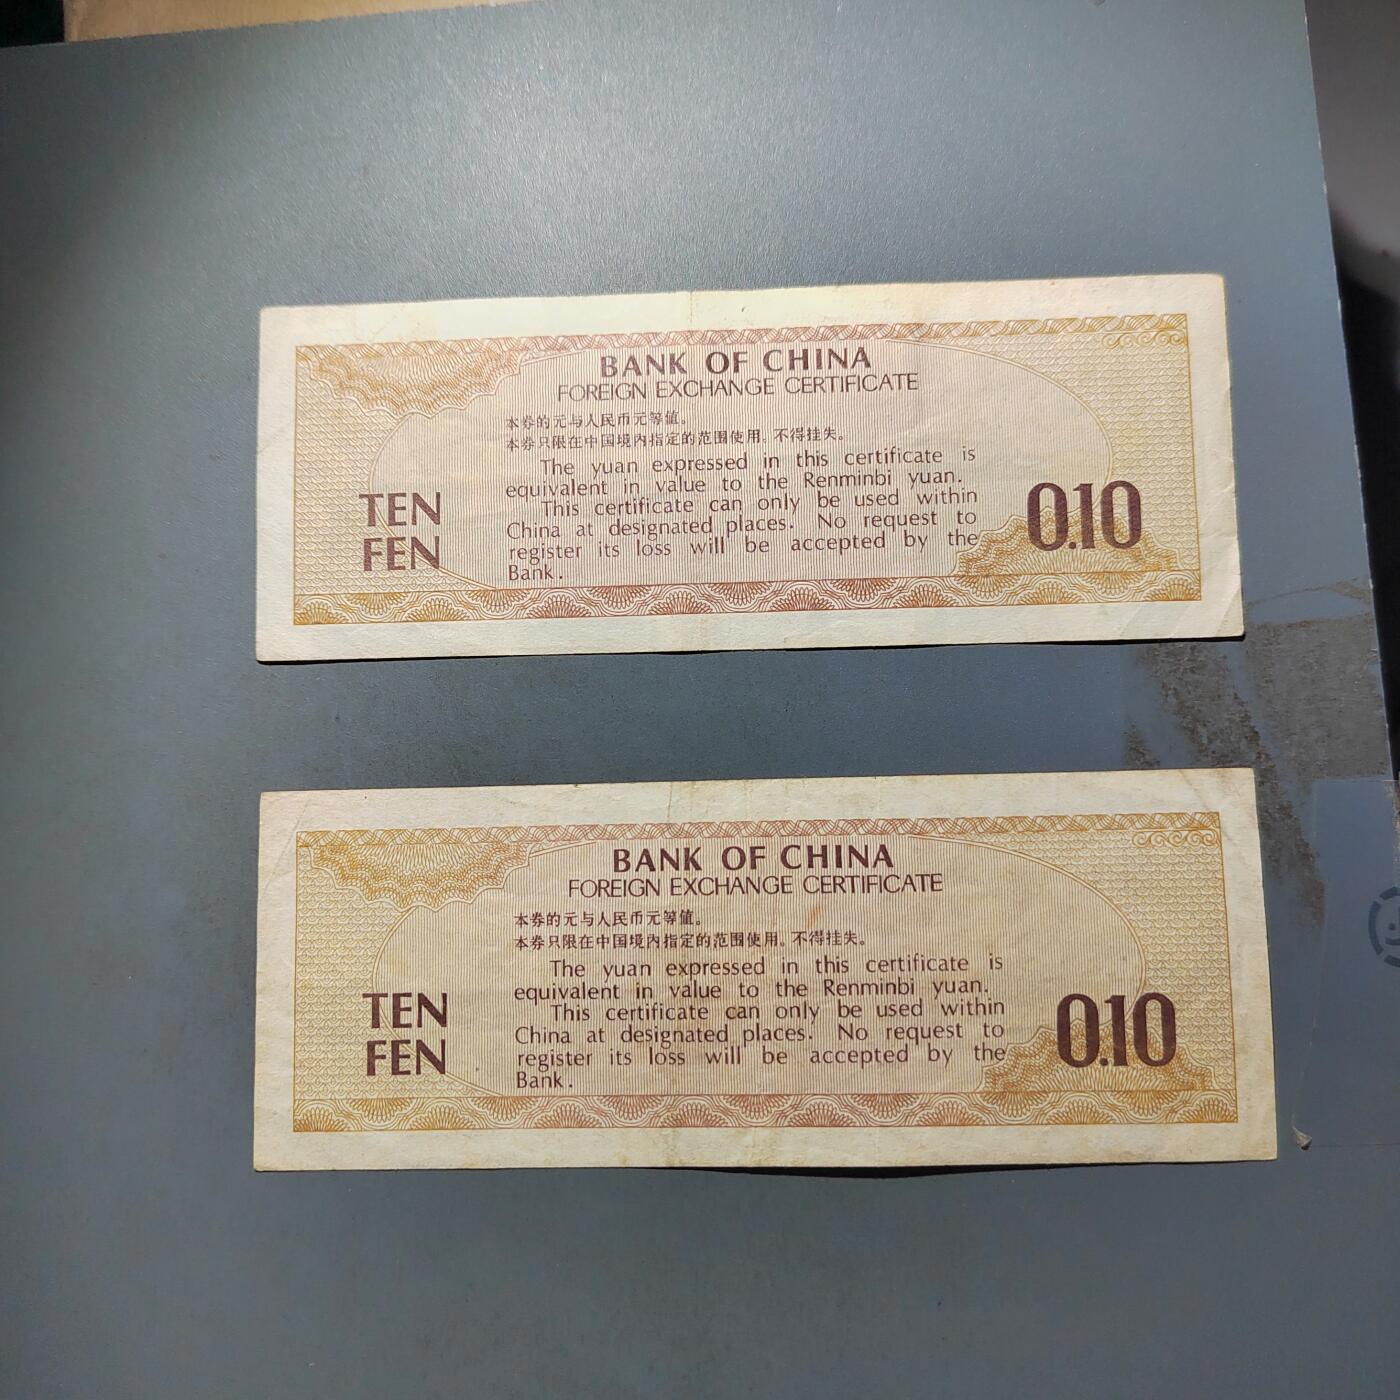 BANK OF CHINA
FOREIGN EXCHANGE CERTIFICATE
本券的元与人民币元等值。
本券只限在中国境内指定的范围使用。不得挂失。
The yuan expressed in this certificate is
equivalent in value to the Renminbi yuan.
This certificate can only be used within
China at designated places. No request to
register its loss will be accepted by the
Bank.
TEN
FEN
0.10
BANK OF CHINA
FOREIGN EXCHANGE CERTIFICATE
本券的元与人民币元等值。
本券只限在中国境内指定的范围使用。不得挂失。
The yuan expressed in this certificate is
equivalent in value to the Renminbi yuan.
This certificate can only be used within
China at designated places. No request to
register its loss will be accepted by the
Bank.
TEN
FEN
0.10